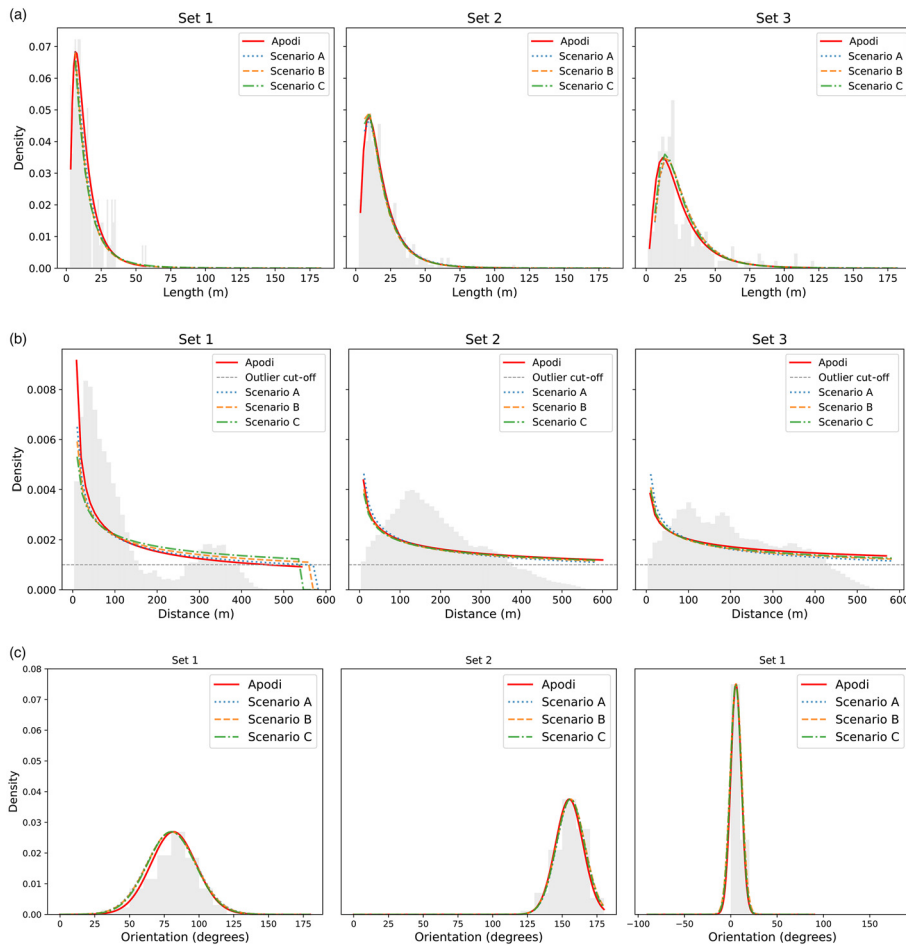 (a)
Set 1
Set 2
Set 3
0.07
0.06
0.05
0.04
0.03
0.02
0.01
0.00
Density
Apodi
Scenario A
Scenario B
Scenario C
Apodi
Scenario A
Scenario B
Scenario C
Apodi
Scenario A
Scenario B
Scenario C
0 25 50 75 100 125 150 175
0 25 50 75 100 125 150 175
0 25 50 75 100 125 150 175
Length (m)
Length (m)
Length (m)
(b)
Set 1
Set 2
Set 3
0.008
0.006
0.004
0.002
0.000
Density
Apodi
Outlier cut-off
Scenario A
Scenario B
Scenario C
Apodi
Outlier cut-off
Scenario A
Scenario B
Scenario C
Apodi
Outlier cut-off
Scenario A
Scenario B
Scenario C
0 100 200 300 400 500 600
0 100 200 300 400 500 600
0 100 200 300 400 500 600
Distance (m)
Distance (m)
Distance (m)
(c)
Set 1
Set 2
Set 1
0.08
0.07
0.06
0.05
0.04
0.03
0.02
0.01
0.00
Density
Apodi
Scenario A
Scenario B
Scenario C
Apodi
Scenario A
Scenario B
Scenario C
Apodi
Scenario A
Scenario B
Scenario C
0 25 50 75 100 125 150 175
0 25 50 75 100 125 150 175
−100 −50 0 50 100 150
Orientation (degrees)
Orientation (degrees)
Orientation (degrees)